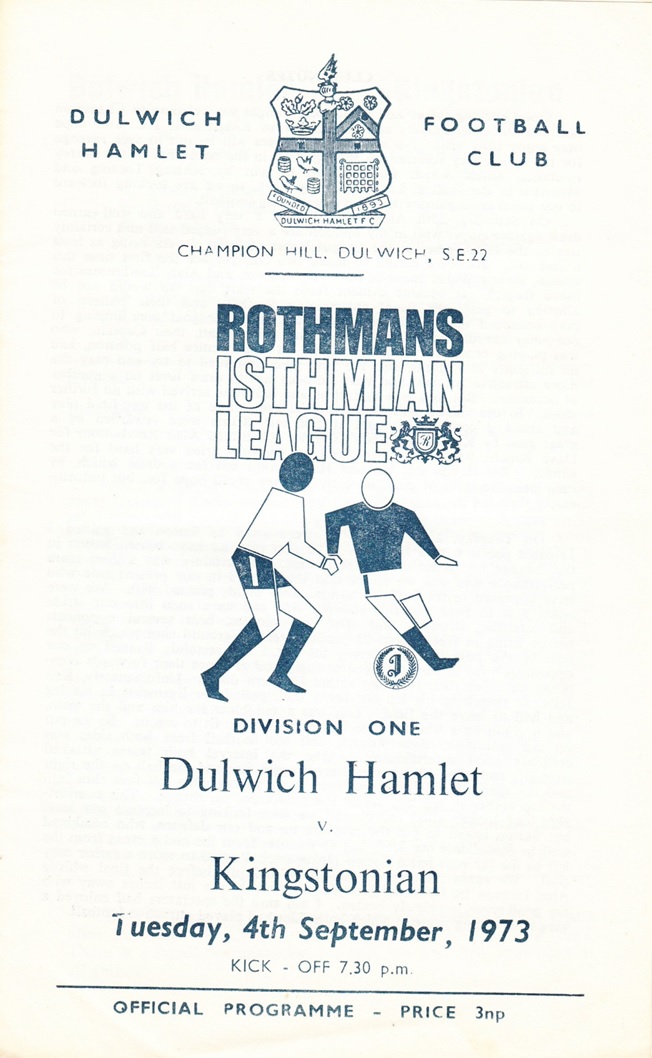 DULWICH HAMLET
FOOTBALL CLUB
FOUNDED 1893
DULWICH HAMLET F C
CHAMPION HILL, DULWICH, S.E.22
ROTHMANS
ISTHMIAN
LEAGUE
R
J
DIVISION ONE
Dulwich Hamlet
v.
Kingstonian
Tuesday, 4th September, 1973
KICK - OFF 7.30 p.m.
OFFICIAL PROGRAMME - PRICE 3np